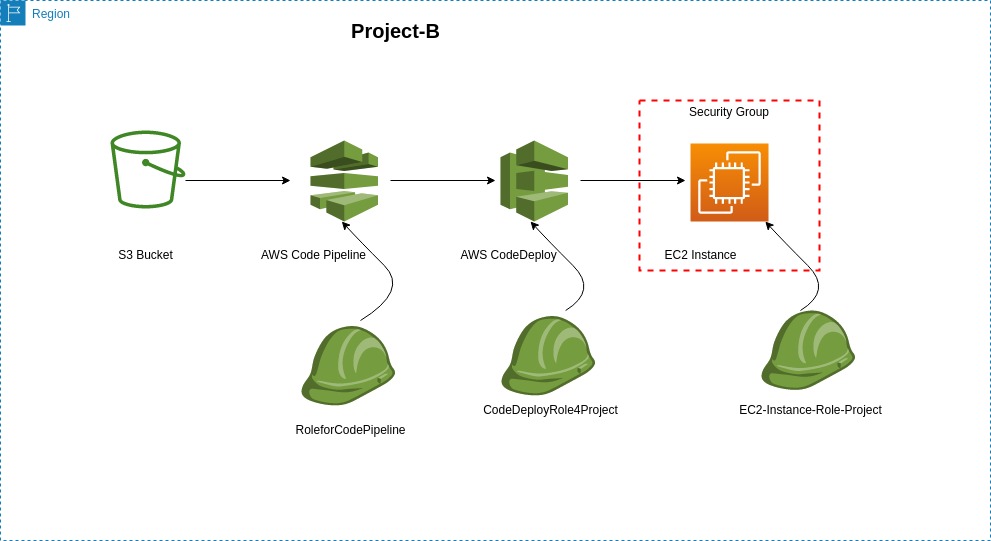 Region
Project-B
Security Group
S3 Bucket
AWS Code Pipeline
AWS CodeDeploy
EC2 Instance
RoleforCodePipeline
CodeDeployRole4Project
EC2-Instance-Role-Project